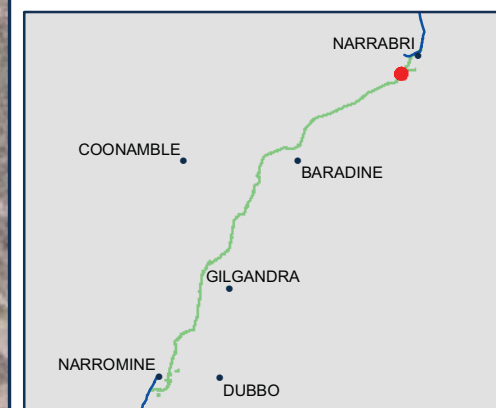 NARRABRI
COONAMBLE
BARADINE
GILGANDRA
NARROMINE
DUBBO